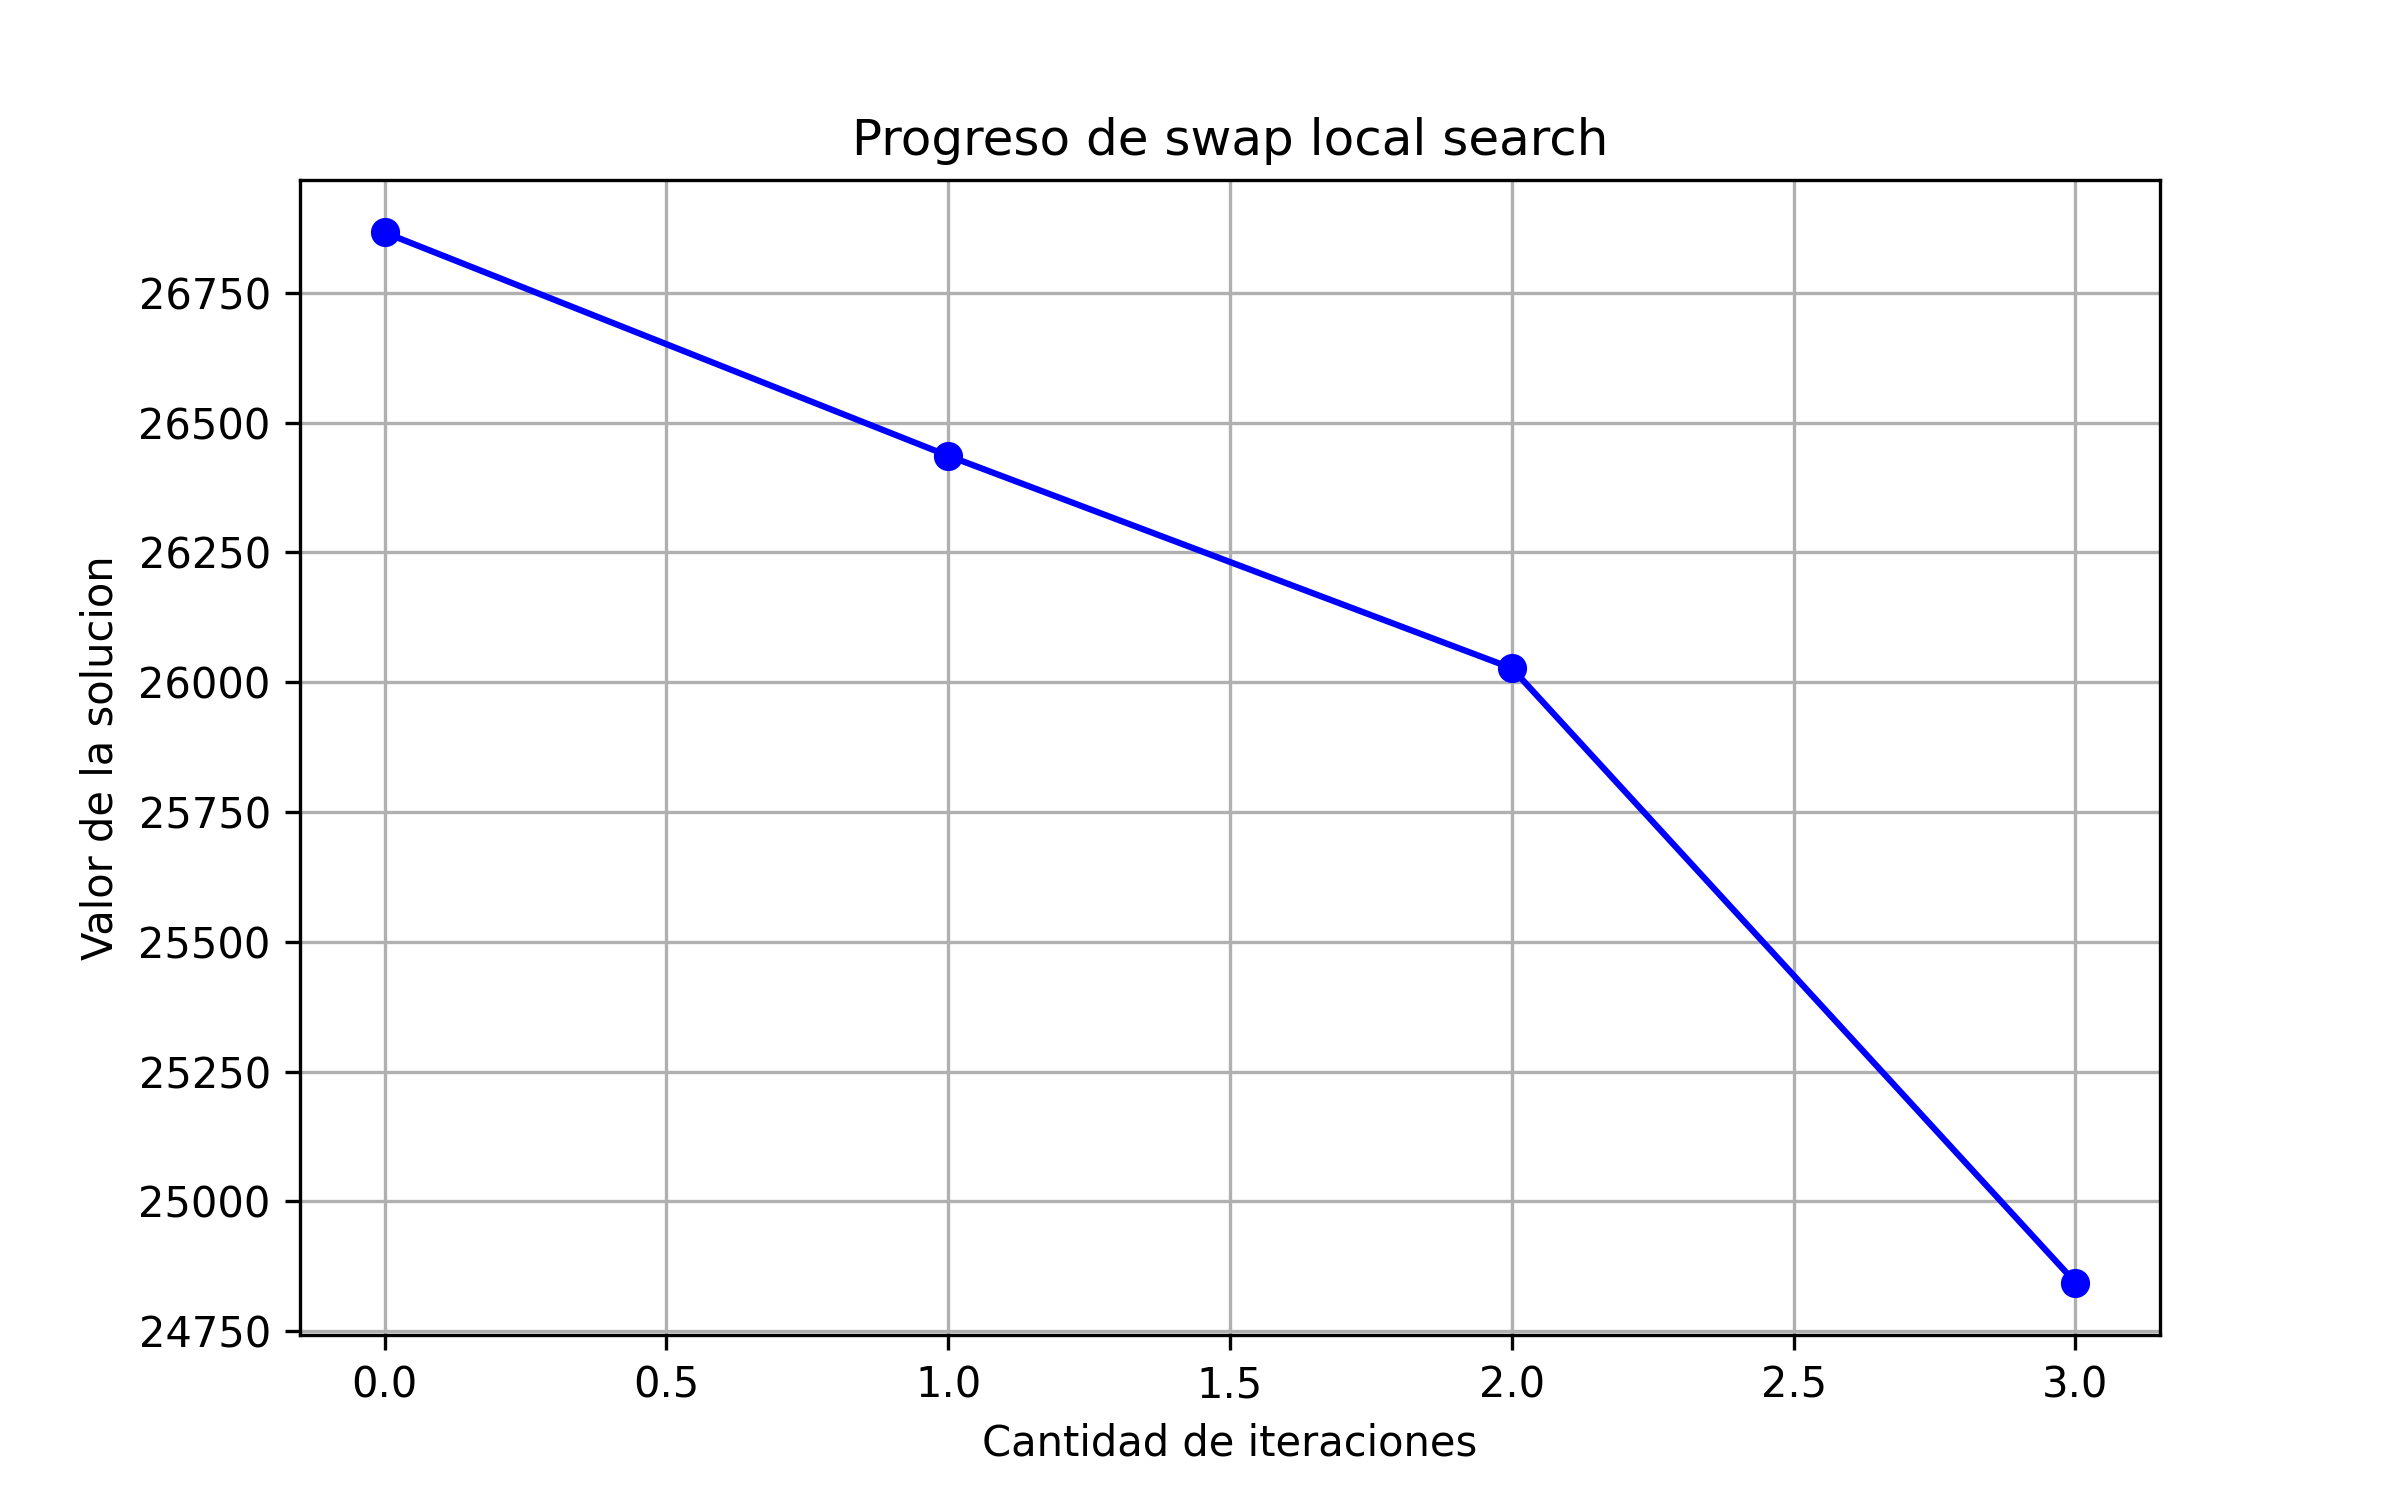 Progreso de swap local search
Valor de la solucion
26750
26500
26250
26000
25750
25500
25250
25000
24750
0.0 0.5 1.0 1.5 2.0 2.5 3.0
Cantidad de iteraciones